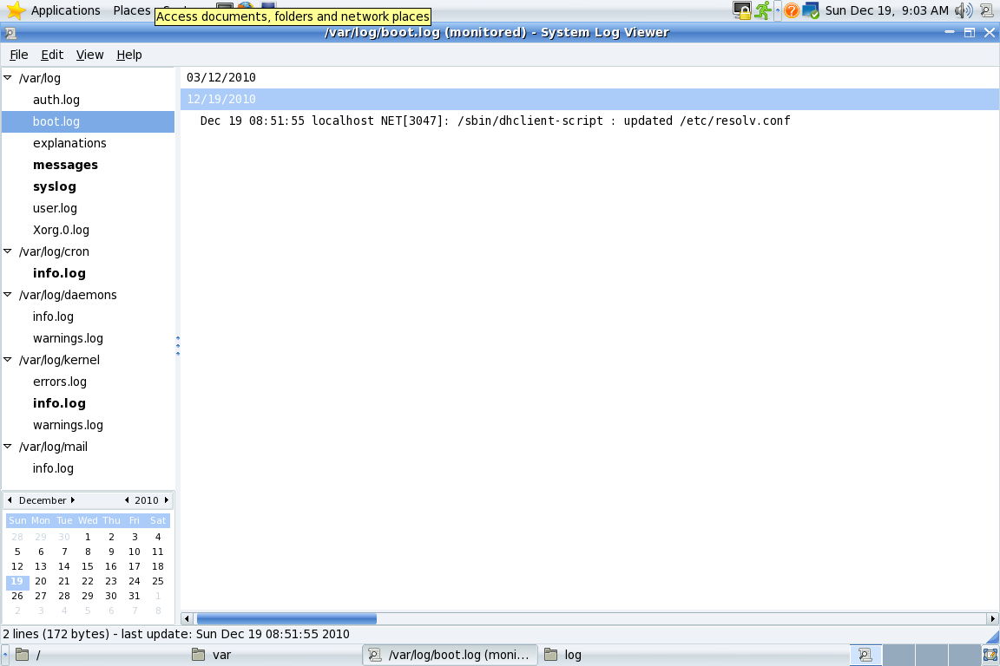 Applications Places
Access documents, folders and network places
Sun Dec 19, 9:03 AM
/var/log/boot.log (monitored) - System Log Viewer
File Edit View Help
/var/log
auth.log
boot.log
explanations
messages
syslog
user.log
Xorg.0.log
/var/log/cron
info.log
/var/log/daemons
info.log
warnings.log
/var/log/kernel
errors.log
info.log
warnings.log
/var/log/mail
info.log
03/12/2010
12/19/2010
Dec 19 08:51:55 localhost NET[3047]: /sbin/dhclient-script : updated /etc/resolv.conf
December 2010
Sun Mon Tue Wed Thu Fri Sat
28 29 30 1 2 3 4
5 6 7 8 9 10 11
12 13 14 15 16 17 18
19 20 21 22 23 24 25
26 27 28 29 30 31 1
2 3 4 5 6 7 8
2 lines (172 bytes) - last update: Sun Dec 19 08:51:55 2010
/ var /var/log/boot.log (moni... log